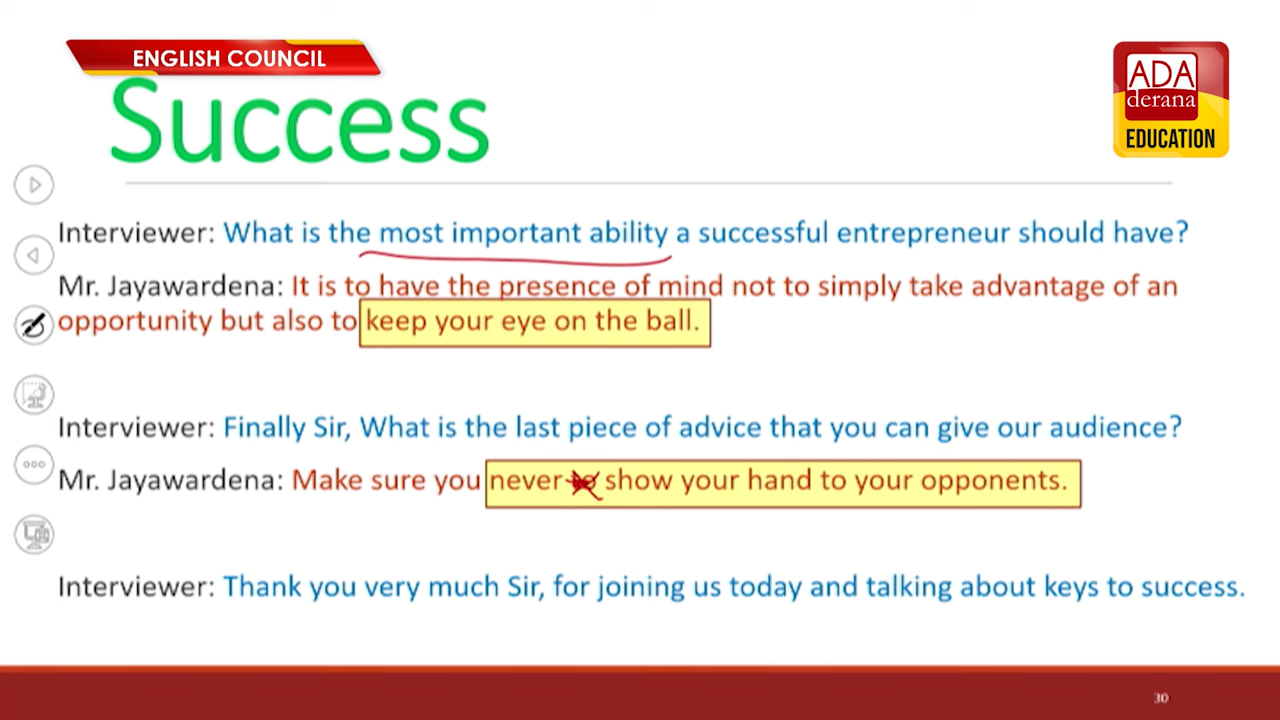 ENGLISH COUNCIL
ADA
derana
EDUCATION
Success
Interviewer: What is the most important ability a successful entrepreneur should have?
Mr. Jayawardena: It is to have the presence of mind not to simply take advantage of an
opportunity but also to keep your eye on the ball.
Interviewer: Finally Sir, What is the last piece of advice that you can give our audience?
Mr. Jayawardena: Make sure you never to show your hand to your opponents.
Interviewer: Thank you very much Sir, for joining us today and talking about keys to success.
30